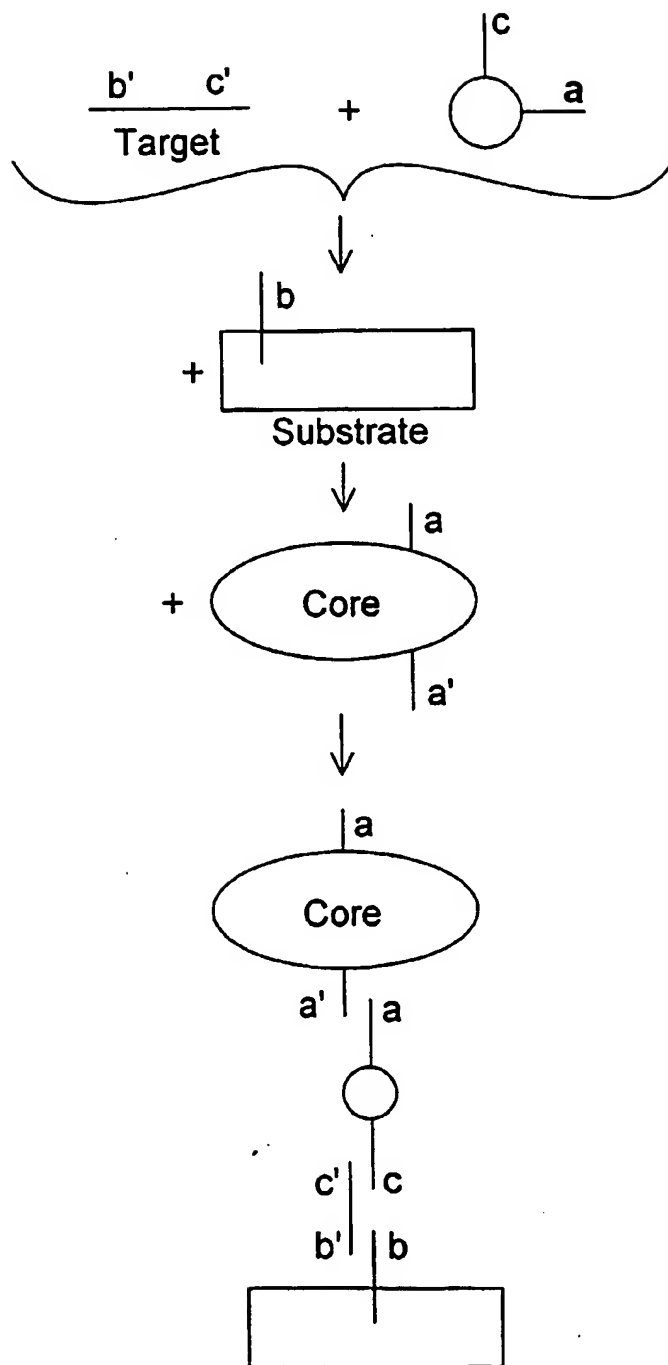 c
b' c' + a
Target
b
+
Substrate
a
+ Core
a'
a
Core
a' a
c' c
b' b